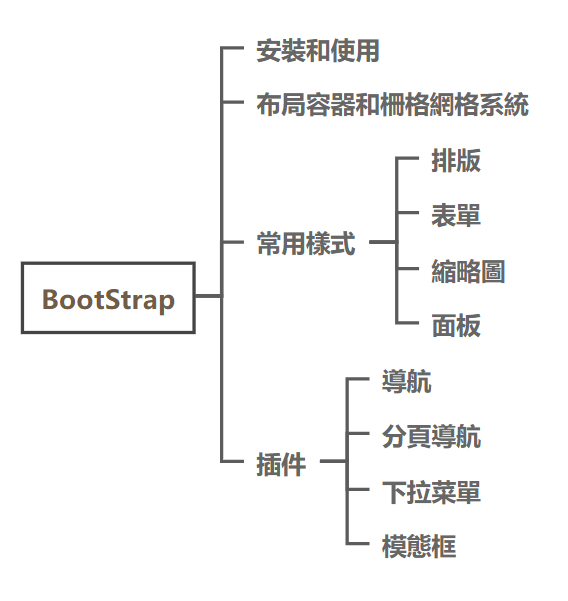 安裝和使用
布局容器和柵格網格系統
常用樣式
排版
表單
縮略圖
面板
BootStrap
插件
導航
分頁導航
下拉菜單
模態框